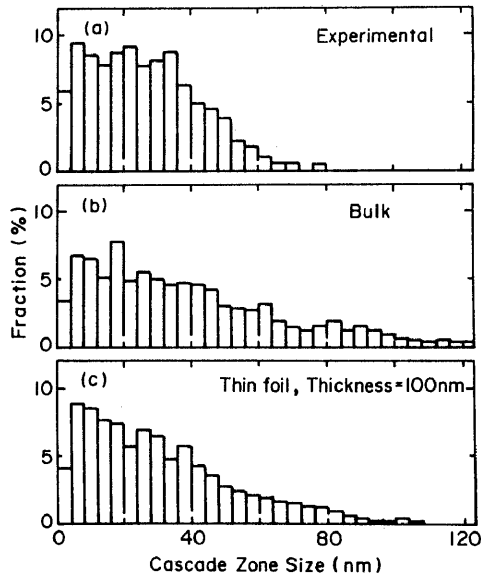 (a)
Experimental
10
5
0
(b)
Bulk
10
5
0
Fraction (%)
(c)
Thin foil, Thickness=100nm
10
5
0
0 40 80 120
Cascade Zone Size (nm)